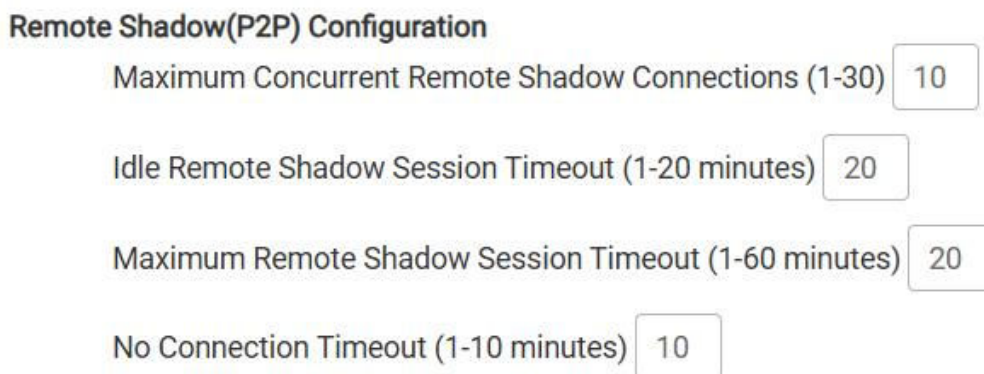 Remote Shadow(P2P) Configuration
Maximum Concurrent Remote Shadow Connections (1-30) 10
Idle Remote Shadow Session Timeout (1-20 minutes) 20
Maximum Remote Shadow Session Timeout (1-60 minutes) 20
No Connection Timeout (1-10 minutes) 10